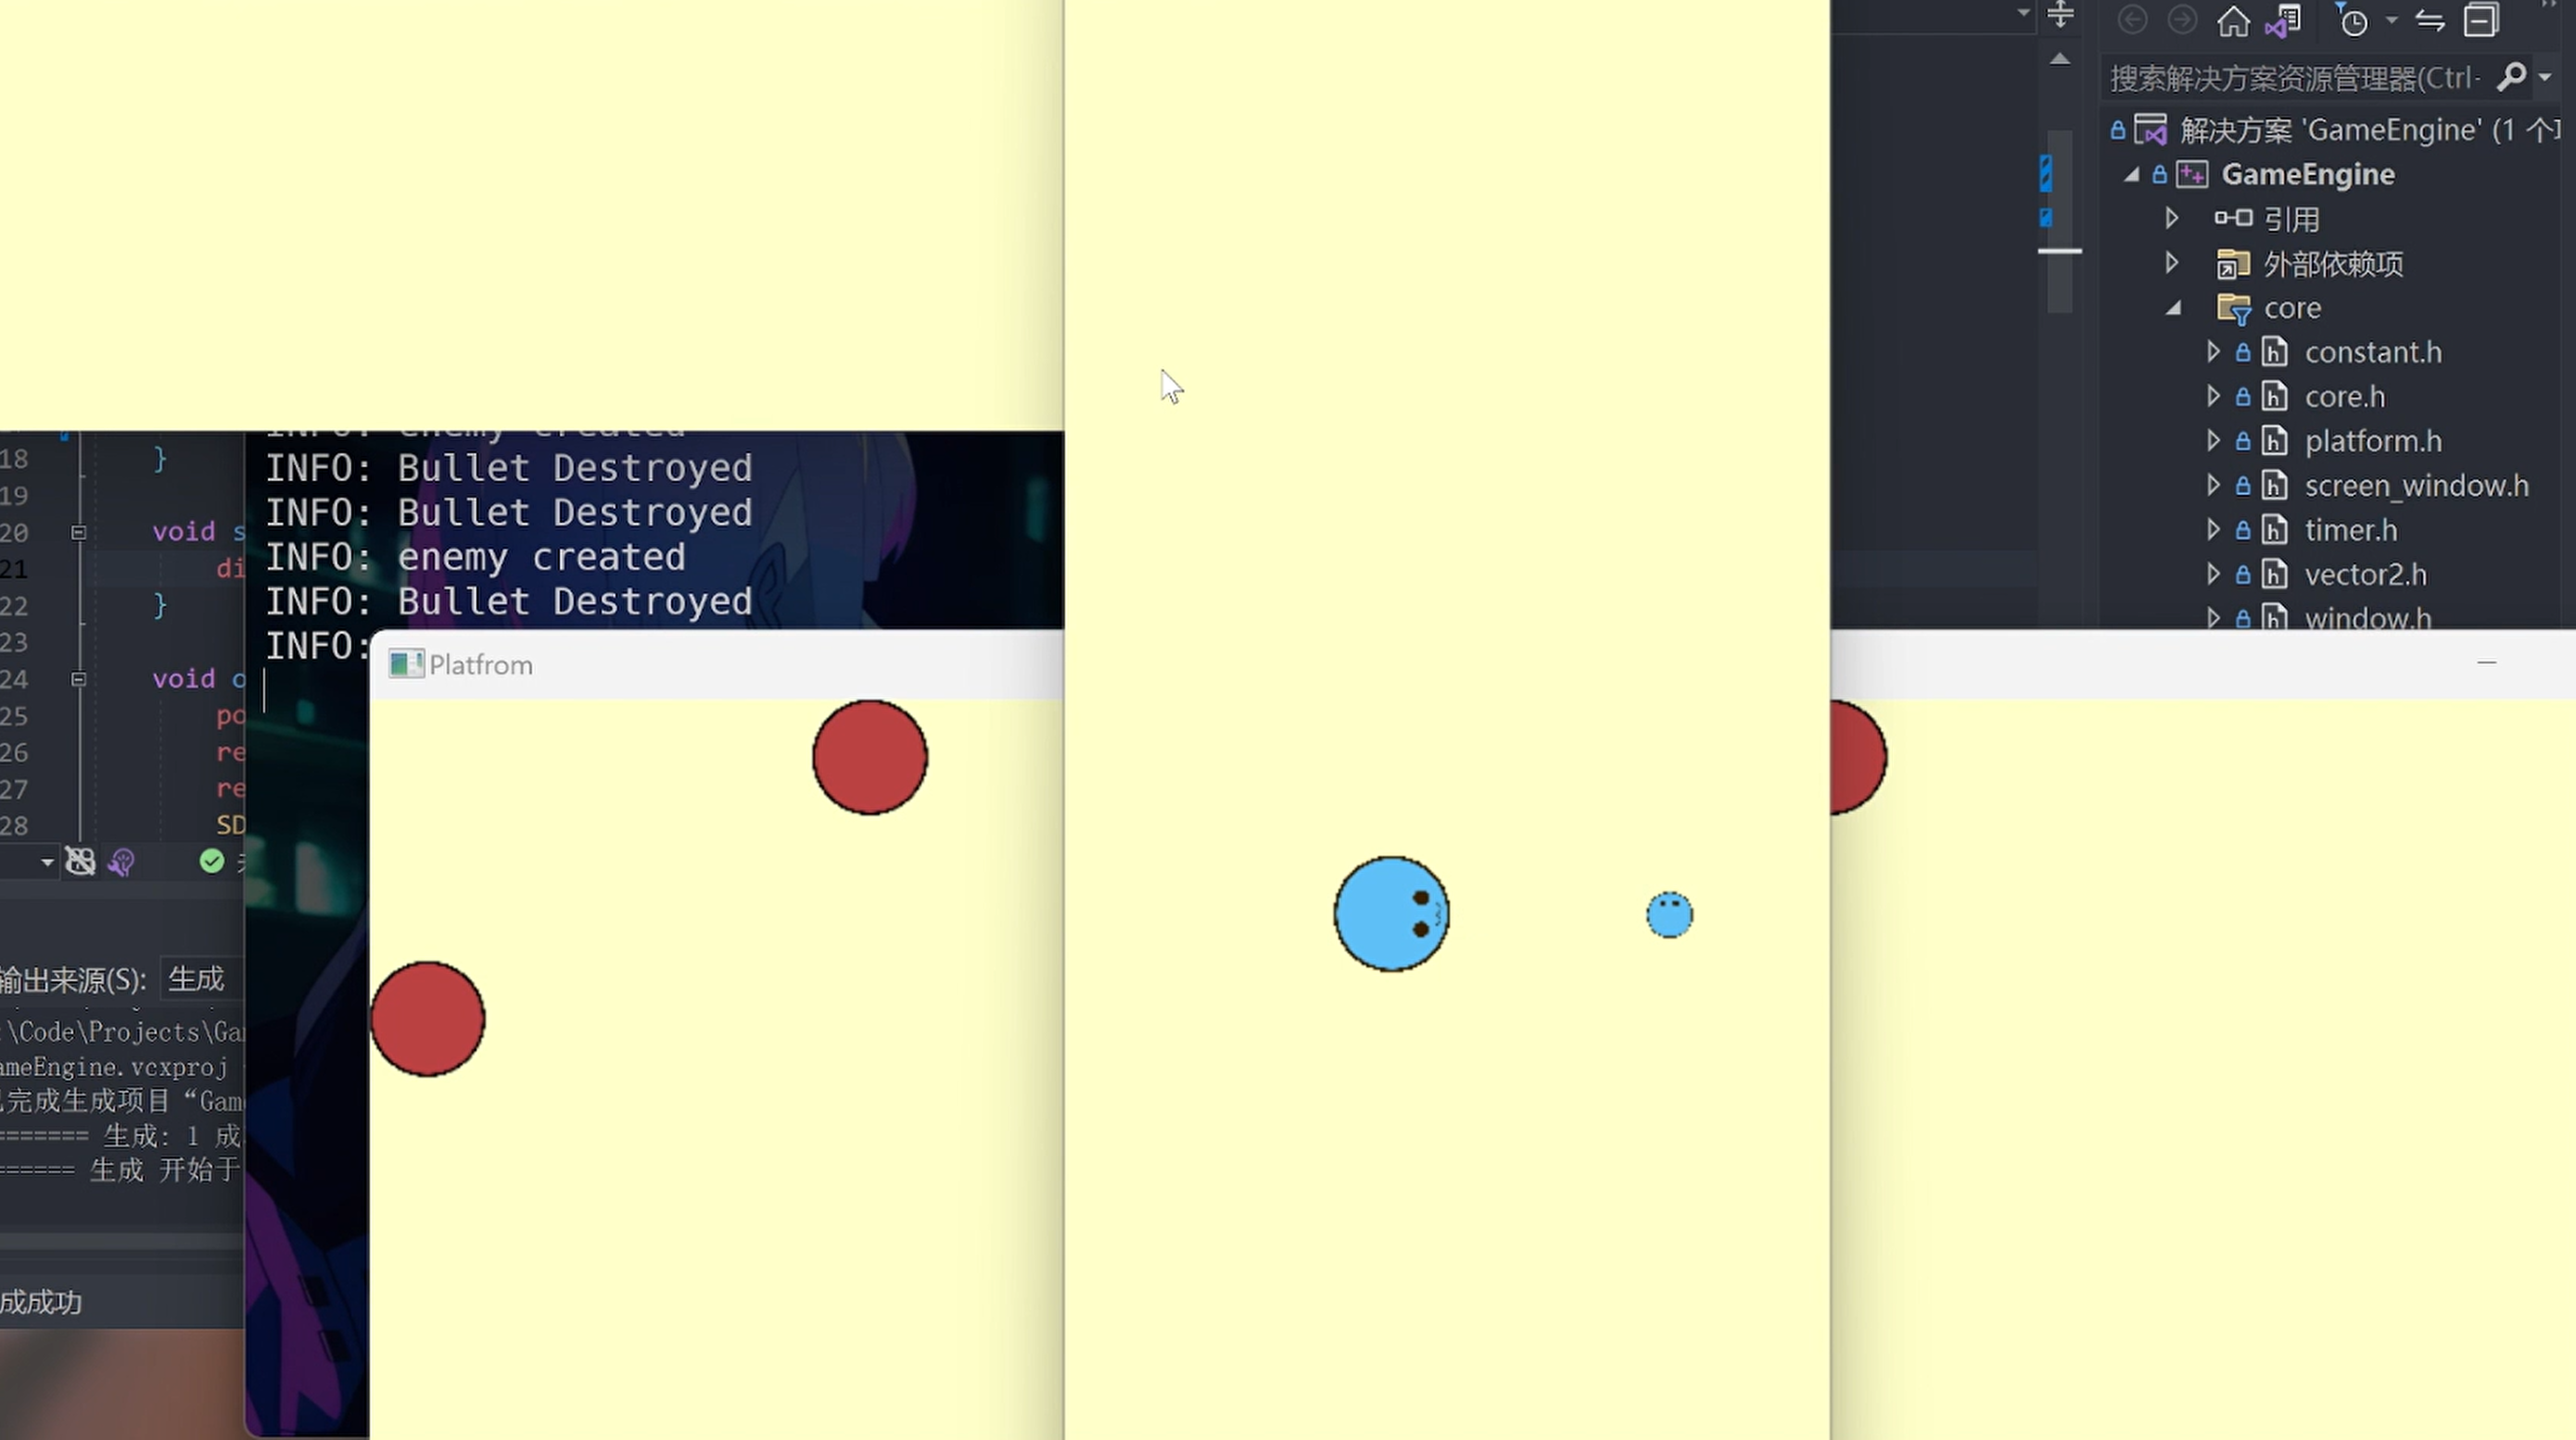 搜索解决方案资源管理器(Ctrl-
解决方案 'GameEngine' (1 个
GameEngine
引用
外部依赖项
core
constant.h
core.h
platform.h
screen_window.h
timer.h
vector2.h
window.h
INFO: enemy created
INFO: Bullet Destroyed
INFO: Bullet Destroyed
INFO: enemy created
INFO: Bullet Destroyed
INFO:
18 }
19
20 void s
21 di
22 }
23
24 void o
25 po
26 re
27 re
28 SD
Platfrom
输出来源(S): 生成
:\Code\Projects\Ga
ameEngine.vcxproj
完成生成项目“Gam
======= 生成: 1 成
====== 生成 开始于
成成功